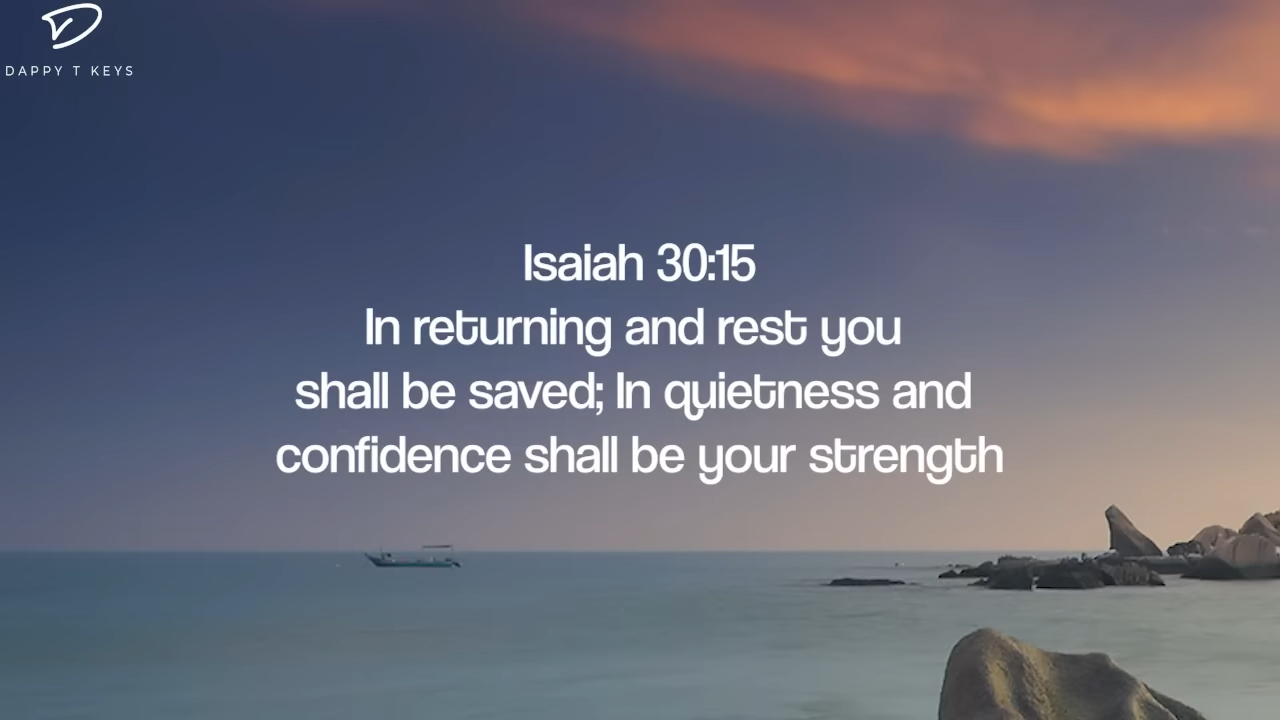 DAPPY T KEYS
Isaiah 30:15
In returning and rest you
shall be saved; In quietness and
confidence shall be your strength